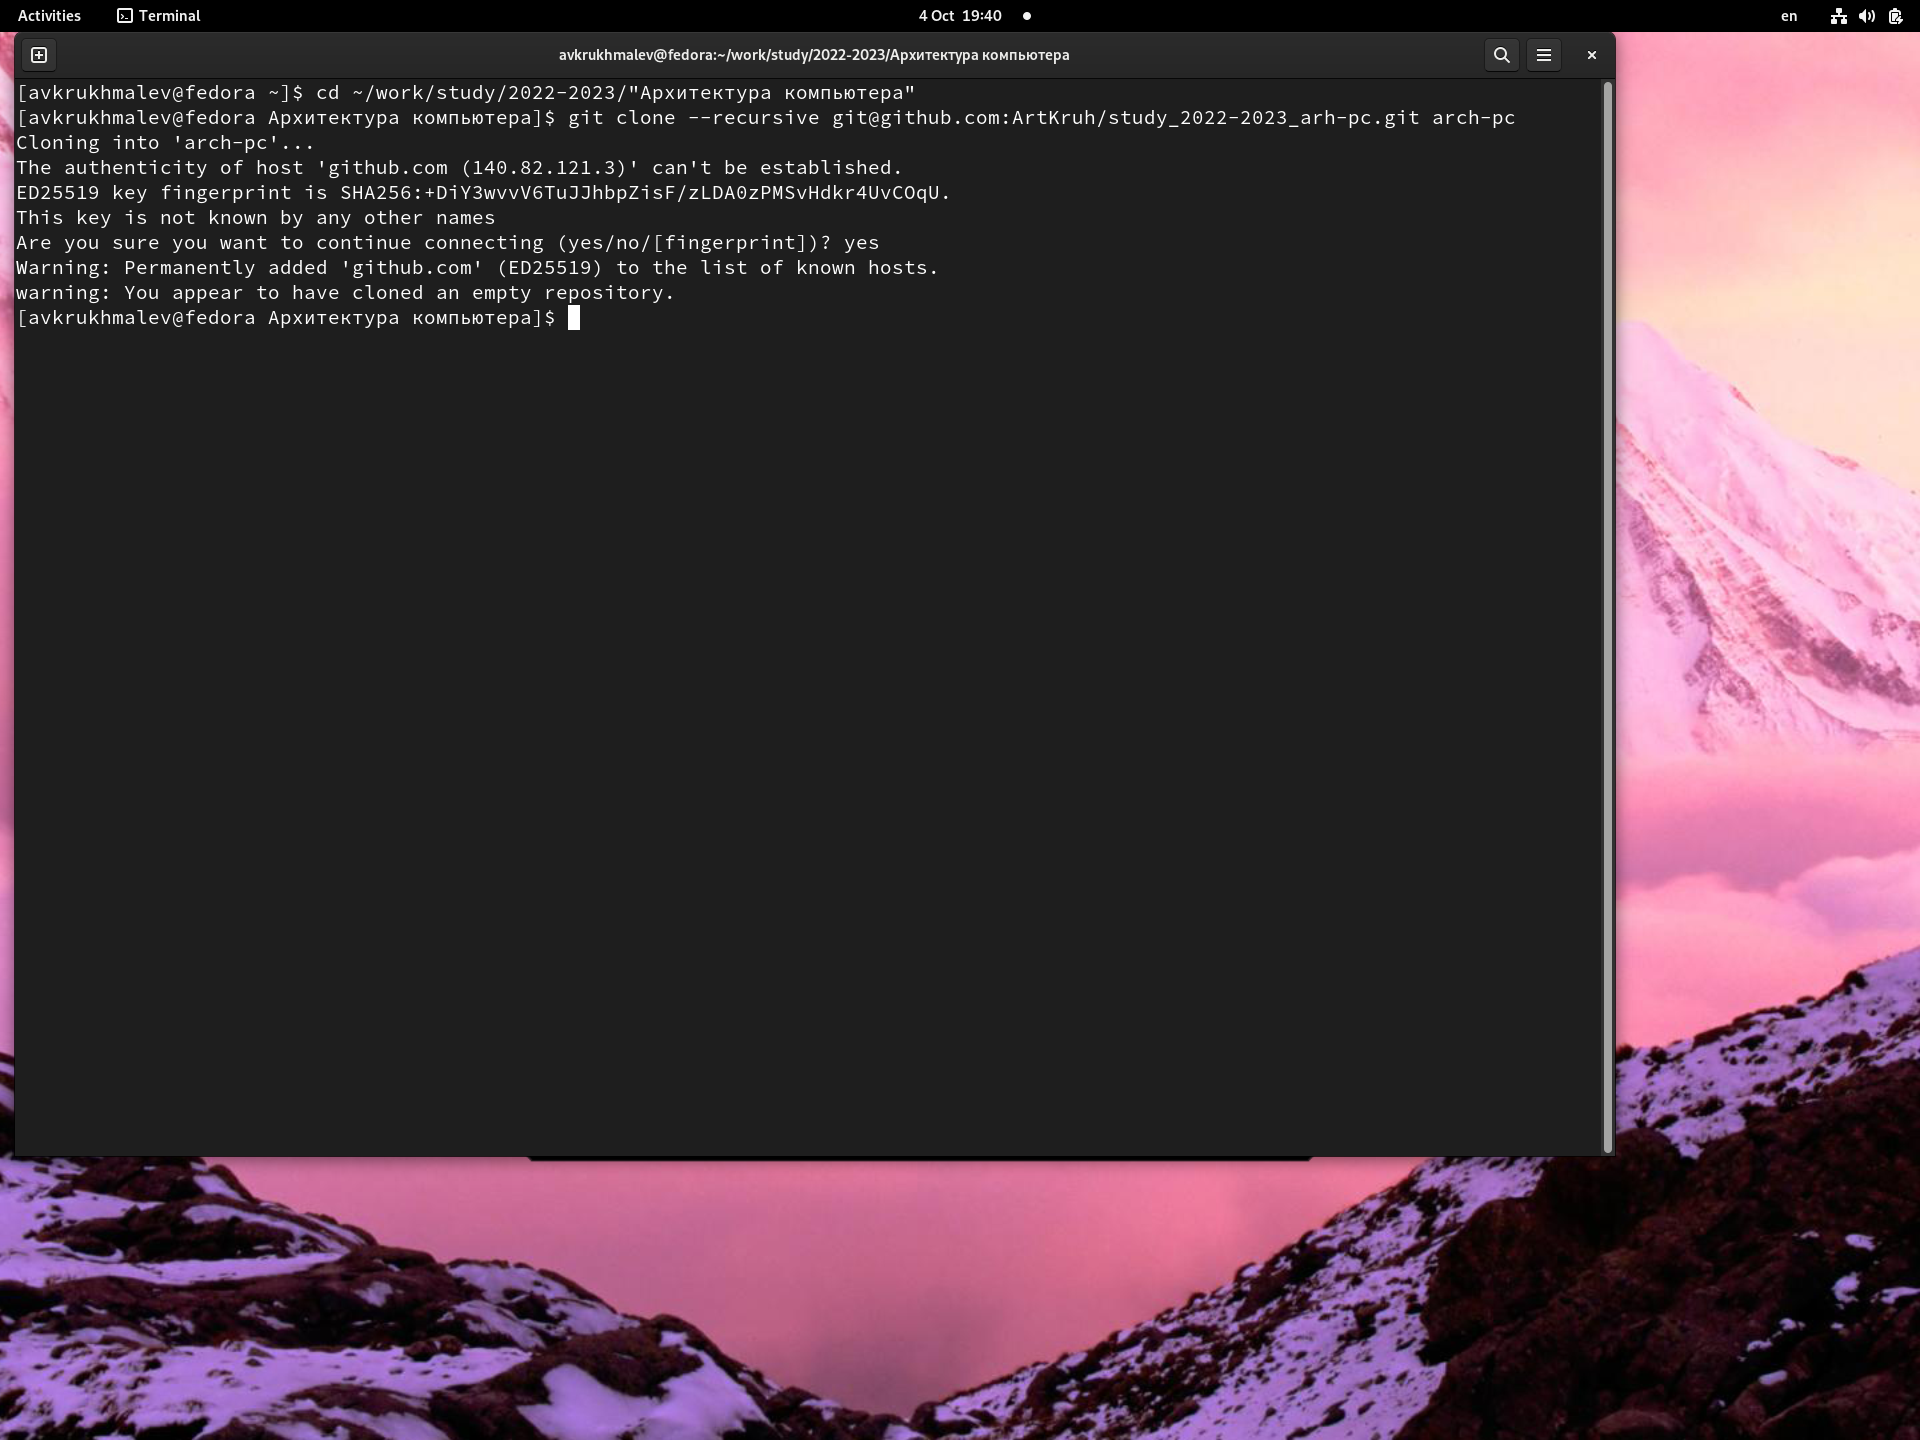 Activities Terminal 4 Oct 19:40 en
avkrukhmalev@fedora:~/work/study/2022-2023/Архитектура компьютера
[avkrukhmalev@fedora ~]$ cd ~/work/study/2022-2023/"Архитектура компьютера"
[avkrukhmalev@fedora Архитектура компьютера]$ git clone --recursive git@github.com:ArtKruh/study_2022-2023_arh-pc.git arch-pc
Cloning into 'arch-pc'...
The authenticity of host 'github.com (140.82.121.3)' can't be established.
ED25519 key fingerprint is SHA256:+DiY3wvvV6TuJJhbpZisF/zLDA0zPMSvHdkr4UvCOqU.
This key is not known by any other names
Are you sure you want to continue connecting (yes/no/[fingerprint])? yes
Warning: Permanently added 'github.com' (ED25519) to the list of known hosts.
warning: You appear to have cloned an empty repository.
[avkrukhmalev@fedora Архитектура компьютера]$